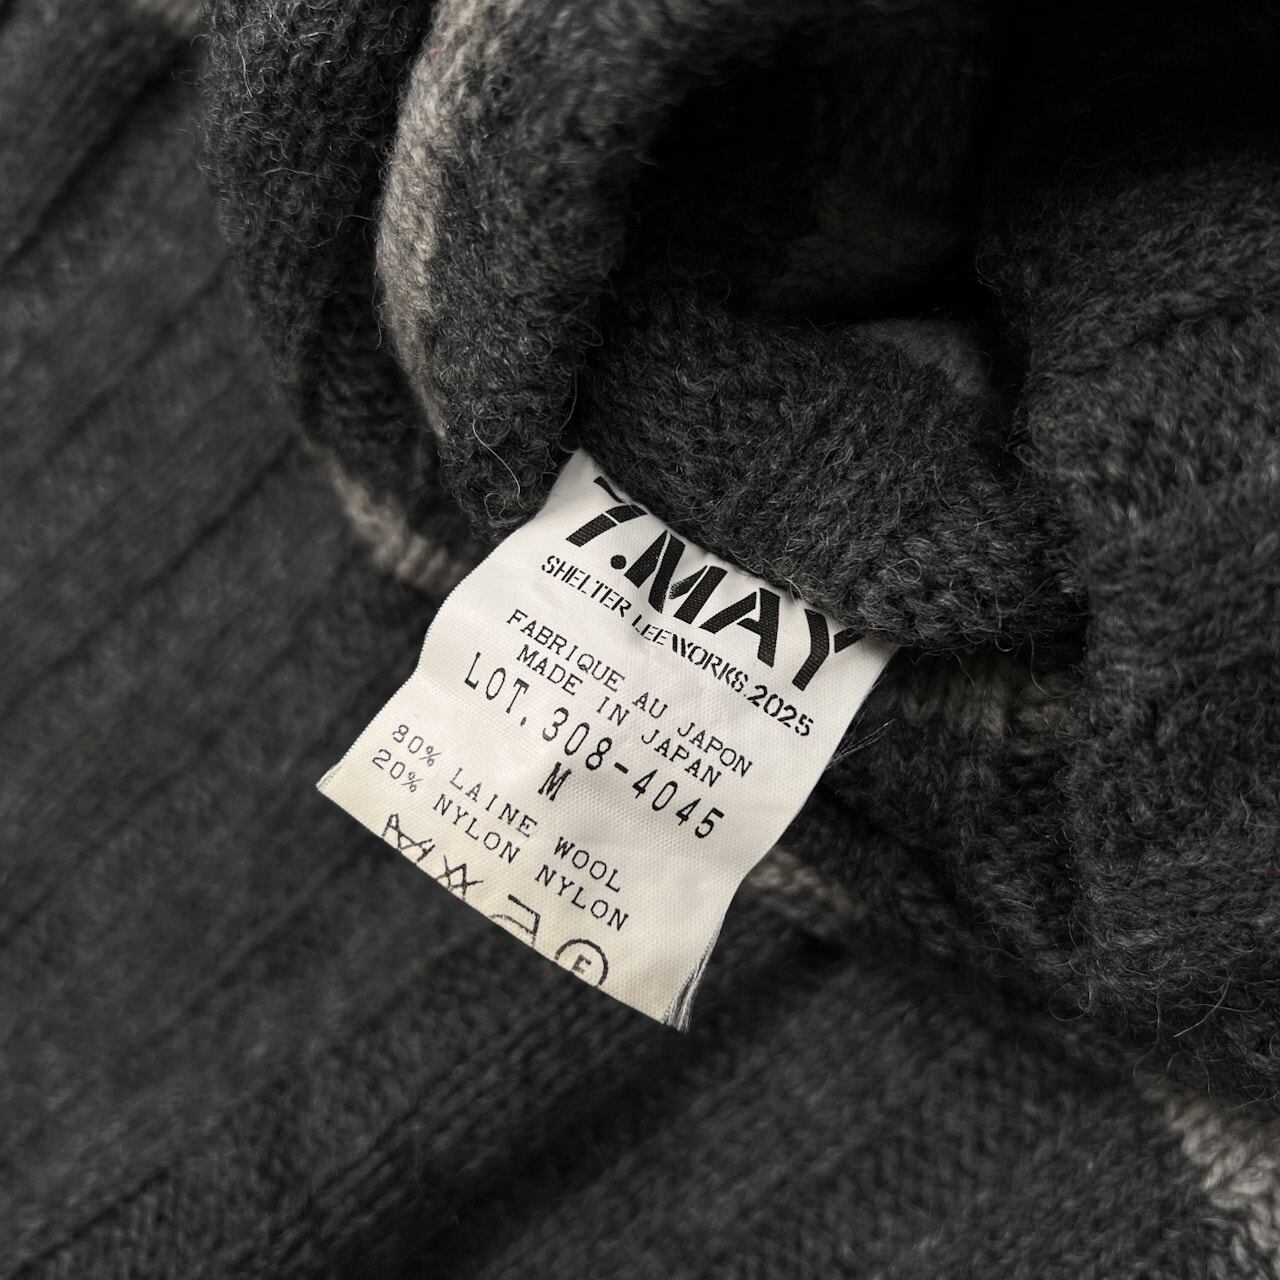 7.MAY
SHELTER LEEWORKS.2025
FABRIQUE AU JAPON
MADE IN JAPAN
LOT.308-4045
M
80% LAINE WOOL
20% NYLON NYLON
F